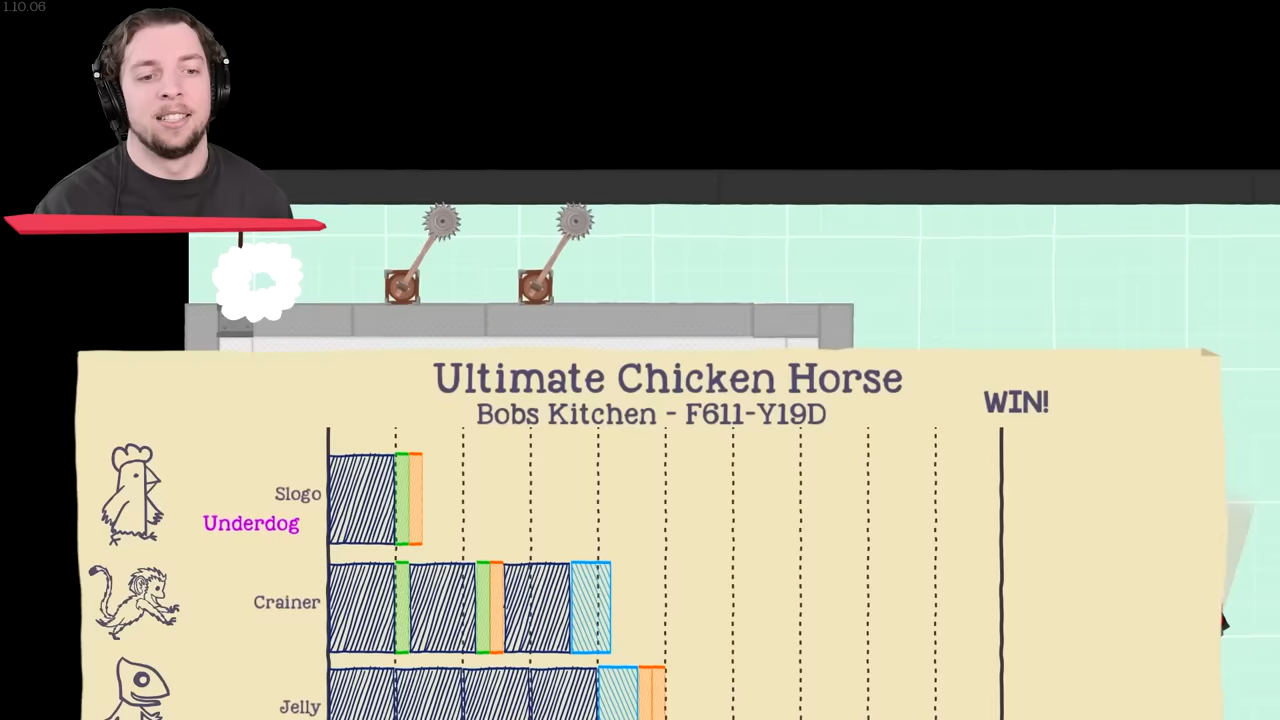 1.10.06
Ultimate Chicken Horse
Bobs Kitchen - F611-Y19D
WIN!
Slogo
Underdog
Crainer
Jelly